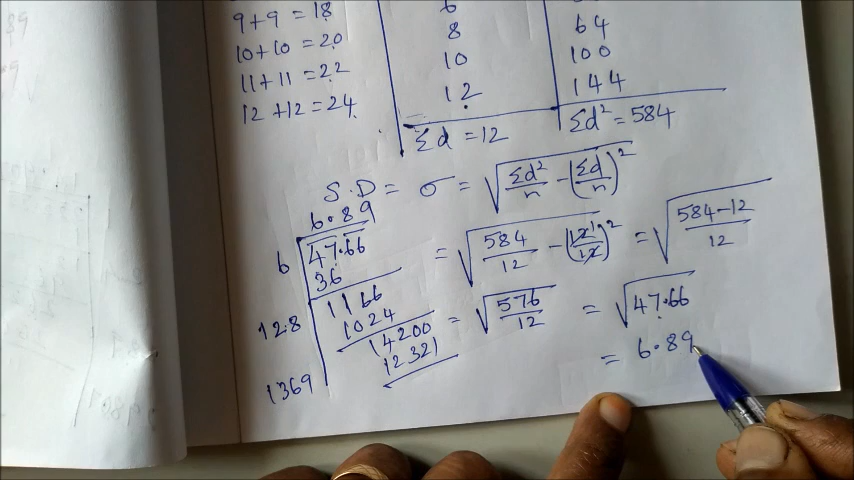 9+9 = 18
10+10 = 20
11+11 = 22
12+12 = 24
6
8
10
12
64
100
144
Σd = 12
Σd² = 584
S.D = σ = √(Σd²/n − (Σd/n)²)
= √(584/12 − (12/12)²) = √((584−12)/12)
= √(576/12) = √47.66
= 6.89
6.89
6 47.66
36
12.8 1166
1024
1369 14200
12321